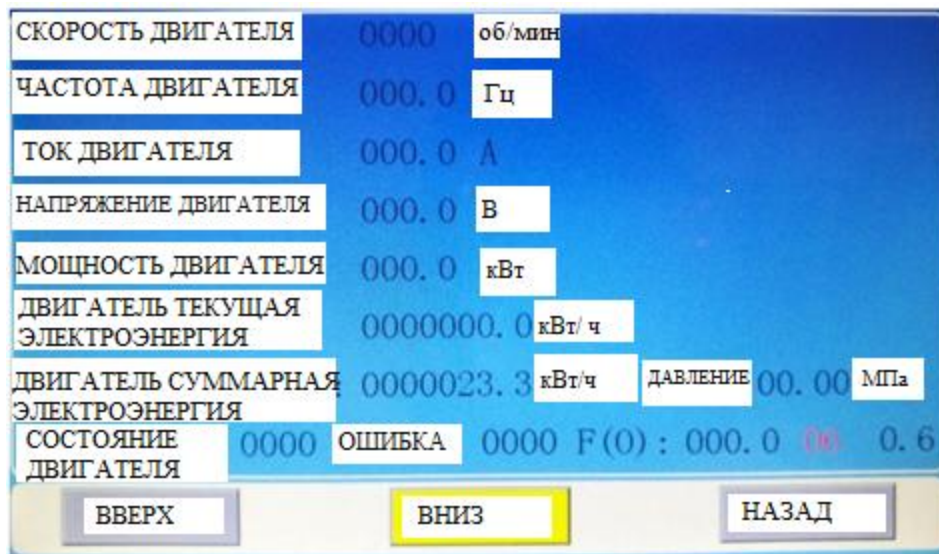 СКОРОСТЬ ДВИГАТЕЛЯ 0000 об/мин
ЧАСТОТА ДВИГАТЕЛЯ 000.0 Гц
ТОК ДВИГАТЕЛЯ 000.0 A
НАПРЯЖЕНИЕ ДВИГАТЕЛЯ 000.0 В
МОЩНОСТЬ ДВИГАТЕЛЯ 000.0 кВт
ДВИГАТЕЛЬ ТЕКУЩАЯ
ЭЛЕКТРОЭНЕРГИЯ 0000000.0 кВт/ ч
ДВИГАТЕЛЬ СУММАРНАЯ 0000023.3 кВт/ч ДАВЛЕНИЕ 00.00 МПа
ЭЛЕКТРОЭНЕРГИЯ
СОСТОЯНИЕ 0000 ОШИБКА 0000 F(0): 000.0 00 0.6
ДВИГАТЕЛЯ
ВВЕРХ ВНИЗ НАЗАД